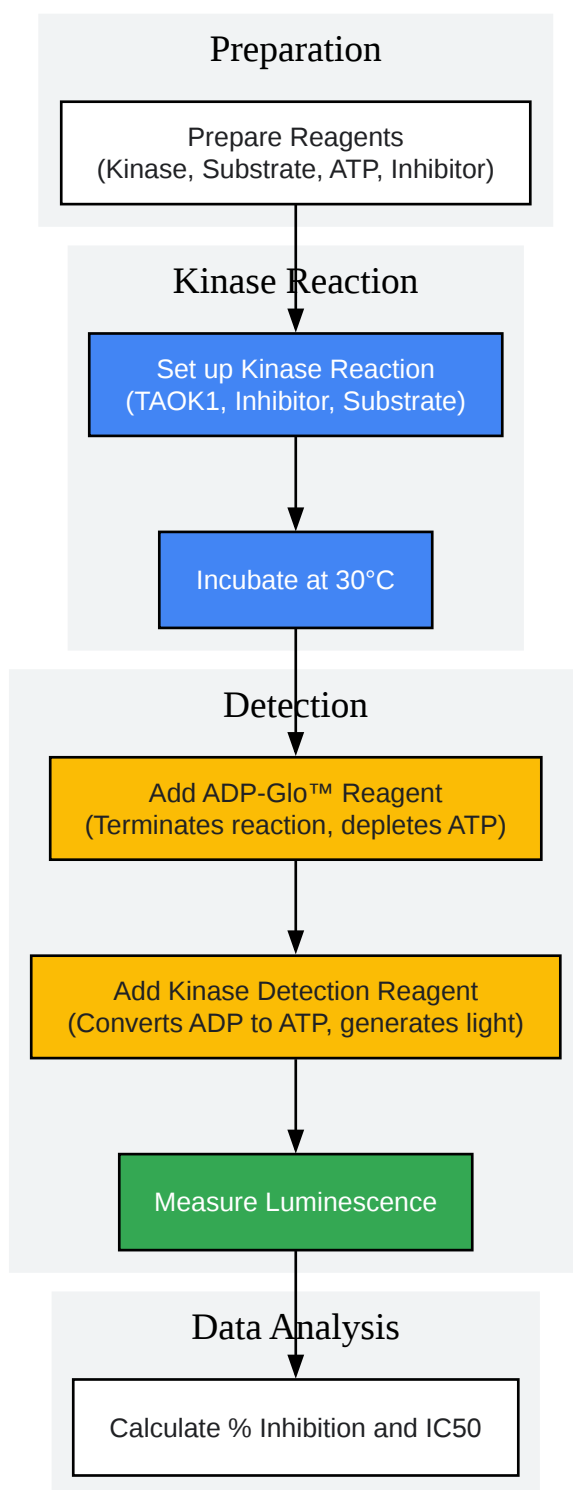 Preparation
Prepare Reagents
(Kinase, Substrate, ATP, Inhibitor)
Kinase Reaction
Set up Kinase Reaction
(TAOK1, Inhibitor, Substrate)
Incubate at 30°C
Detection
Add ADP-Glo™ Reagent
(Terminates reaction, depletes ATP)
Add Kinase Detection Reagent
(Converts ADP to ATP, generates light)
Measure Luminescence
Data Analysis
Calculate % Inhibition and IC50